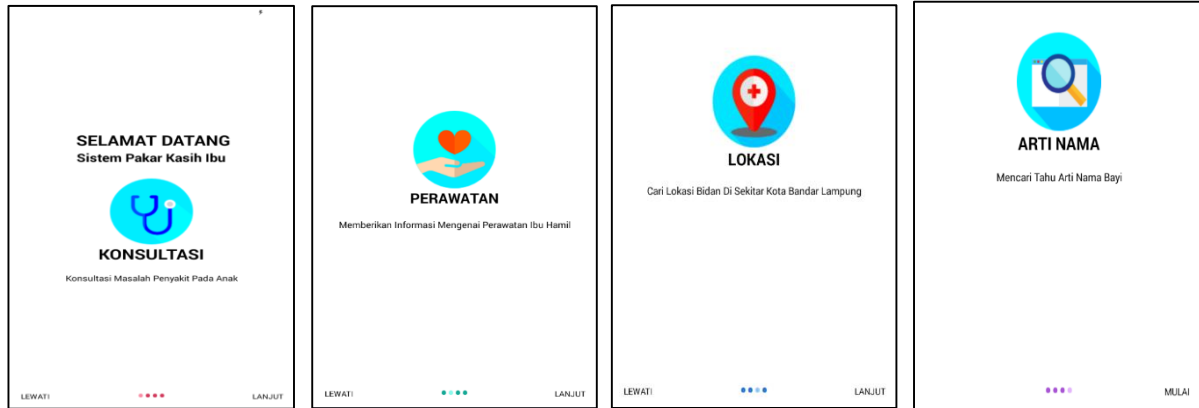 SELAMAT DATANG
Sistem Pakar Kasih Ibu
KONSULTASI
Konsultasi Masalah Penyakit Pada Anak
LEWATI
LANJUT
PERAWATAN
Memberikan Informasi Mengenai Perawatan Ibu Hamil
LEWATI
LANJUT
LOKASI
Cari Lokasi Bidan Di Sekitar Kota Bandar Lampung
LEWATI
LANJUT
ARTI NAMA
Mencari Tahu Arti Nama Bayi
MULAI